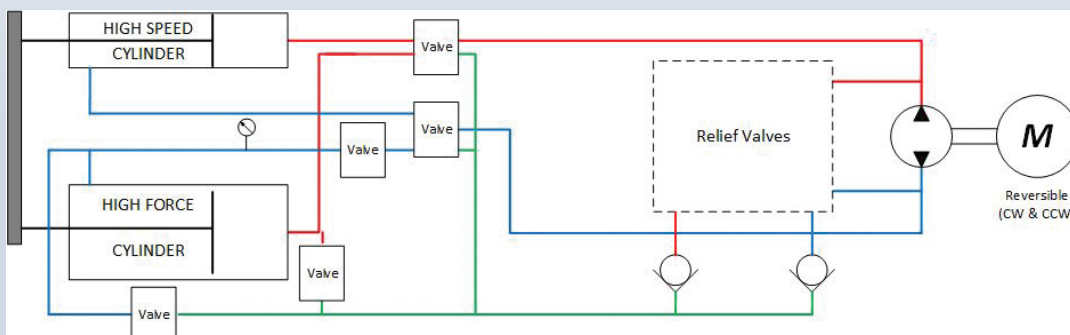 HIGH SPEED
CYLINDER
Valve
Valve
Valve
Relief Valves
M
Reversible
(CW & CCW
HIGH FORCE
CYLINDER
Valve
Valve